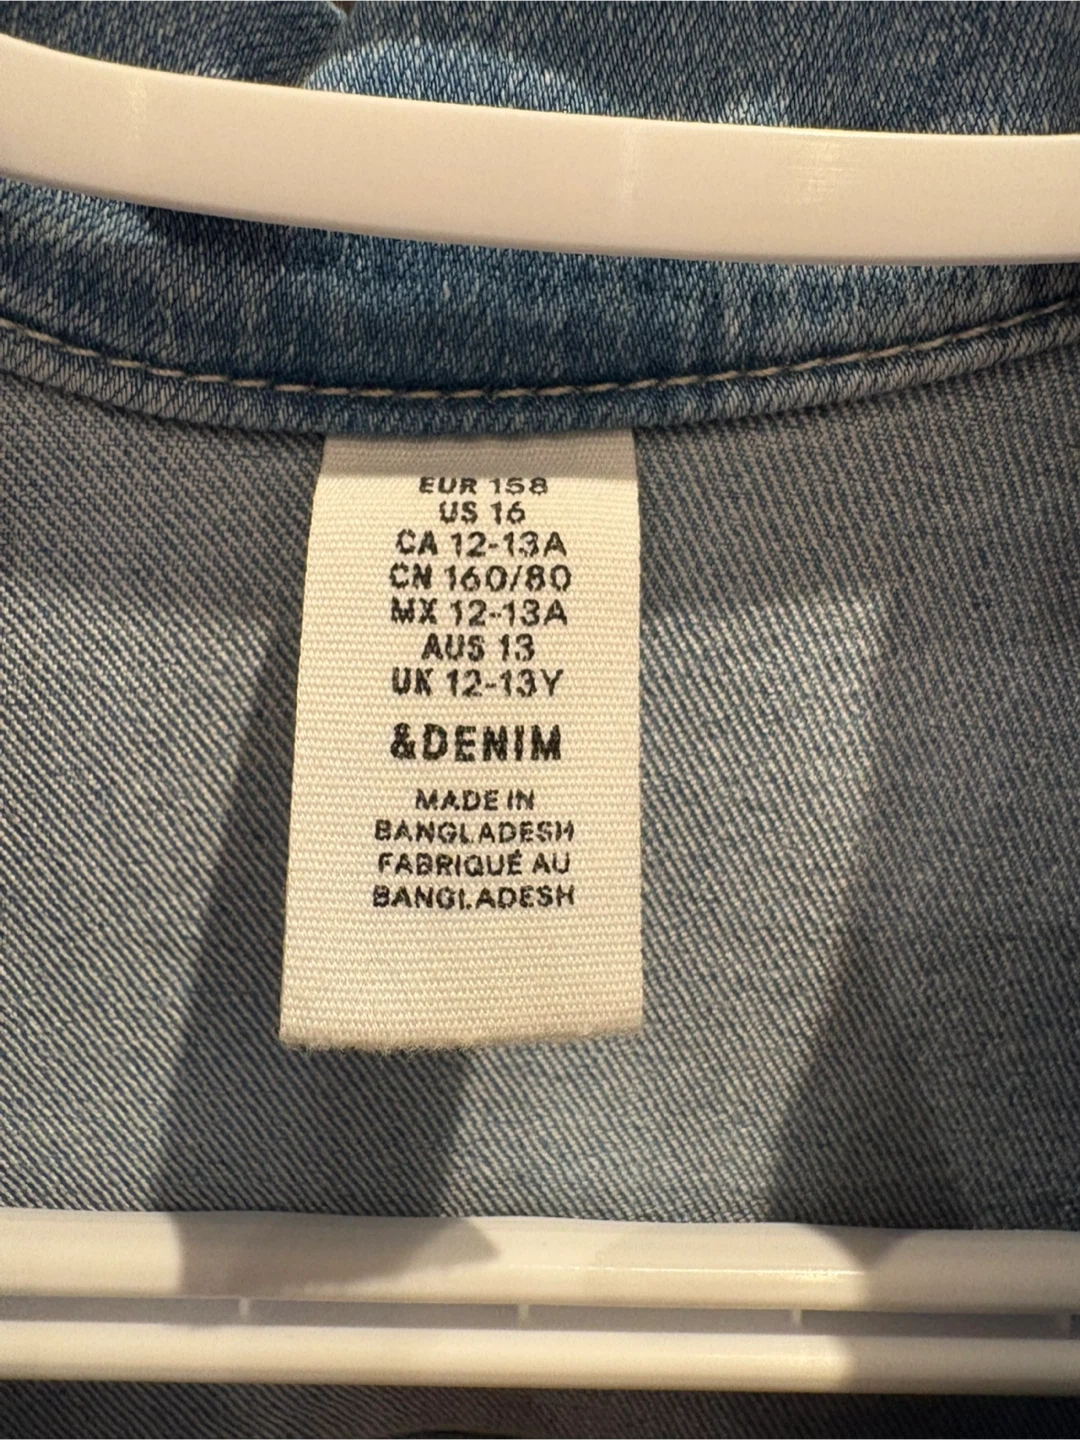 EUR 158
US 16
CA 12-13A
CN 160/80
MX 12-13A
AUS 13
UK 12-13Y
&DENIM
MADE IN
BANGLADESH
FABRIQUÉ AU
BANGLADESH